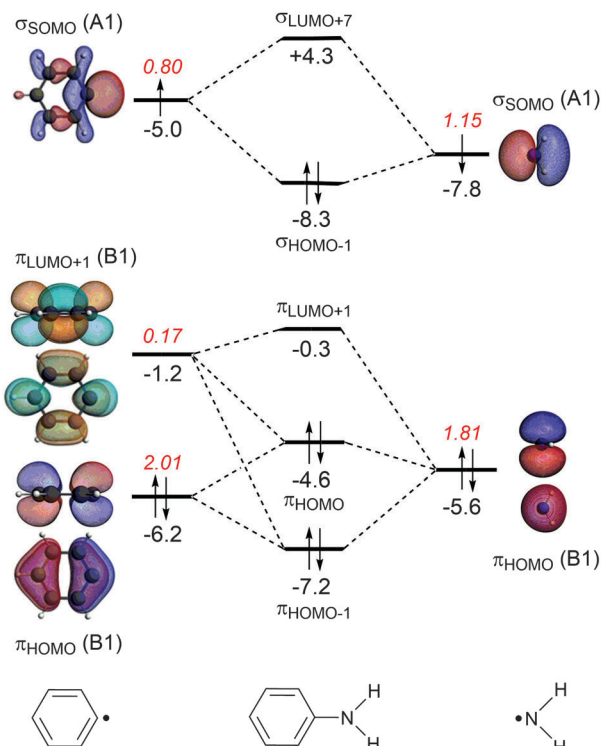 σSOMO (A1)
σLUMO+7
+4.3
0.80
-5.0
σSOMO (A1)
1.15
-7.8
-8.3
σHOMO-1
πLUMO+1 (B1)
πLUMO+1
-0.3
0.17
-1.2
2.01
-6.2
-4.6
πHOMO
1.81
-5.6
πHOMO (B1)
-7.2
πHOMO-1
πHOMO (B1)
H
N
H
H
N
H